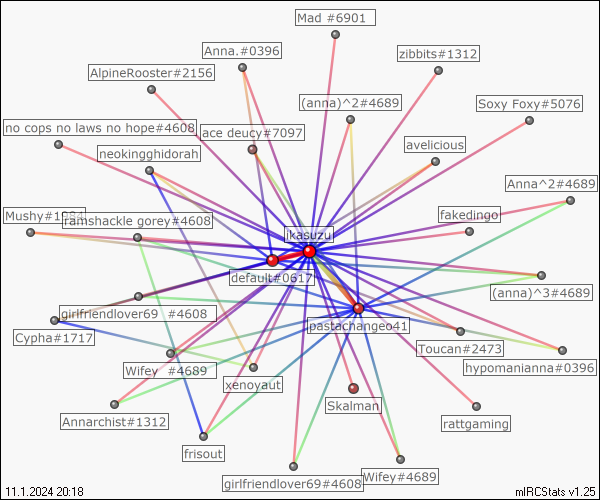 Mad #6901
Anna.#0396
zibbits#1312
AlpineRooster#2156
(anna)^2#4689
Soxy Foxy#5076
no cops no laws no hope#4608
ace deucy#7097
neokingghidorah
avelicious
Anna^2#4689
Mushy#1984
ramshackle gorey#4608
fakedingo
ikasuzu
default#0617
(anna)^3#4689
girlfriendlover69 #4608
pastachangeo41
Cypha#1717
Toucan#2473
Wifey #4689
hypomanianna#0396
xenoyaut
Skalman
Annarchist#1312
rattgaming
frisout
girlfriendlover69#4608
Wifey#4689
11.1.2024 20:18
mIRCStats v1.25